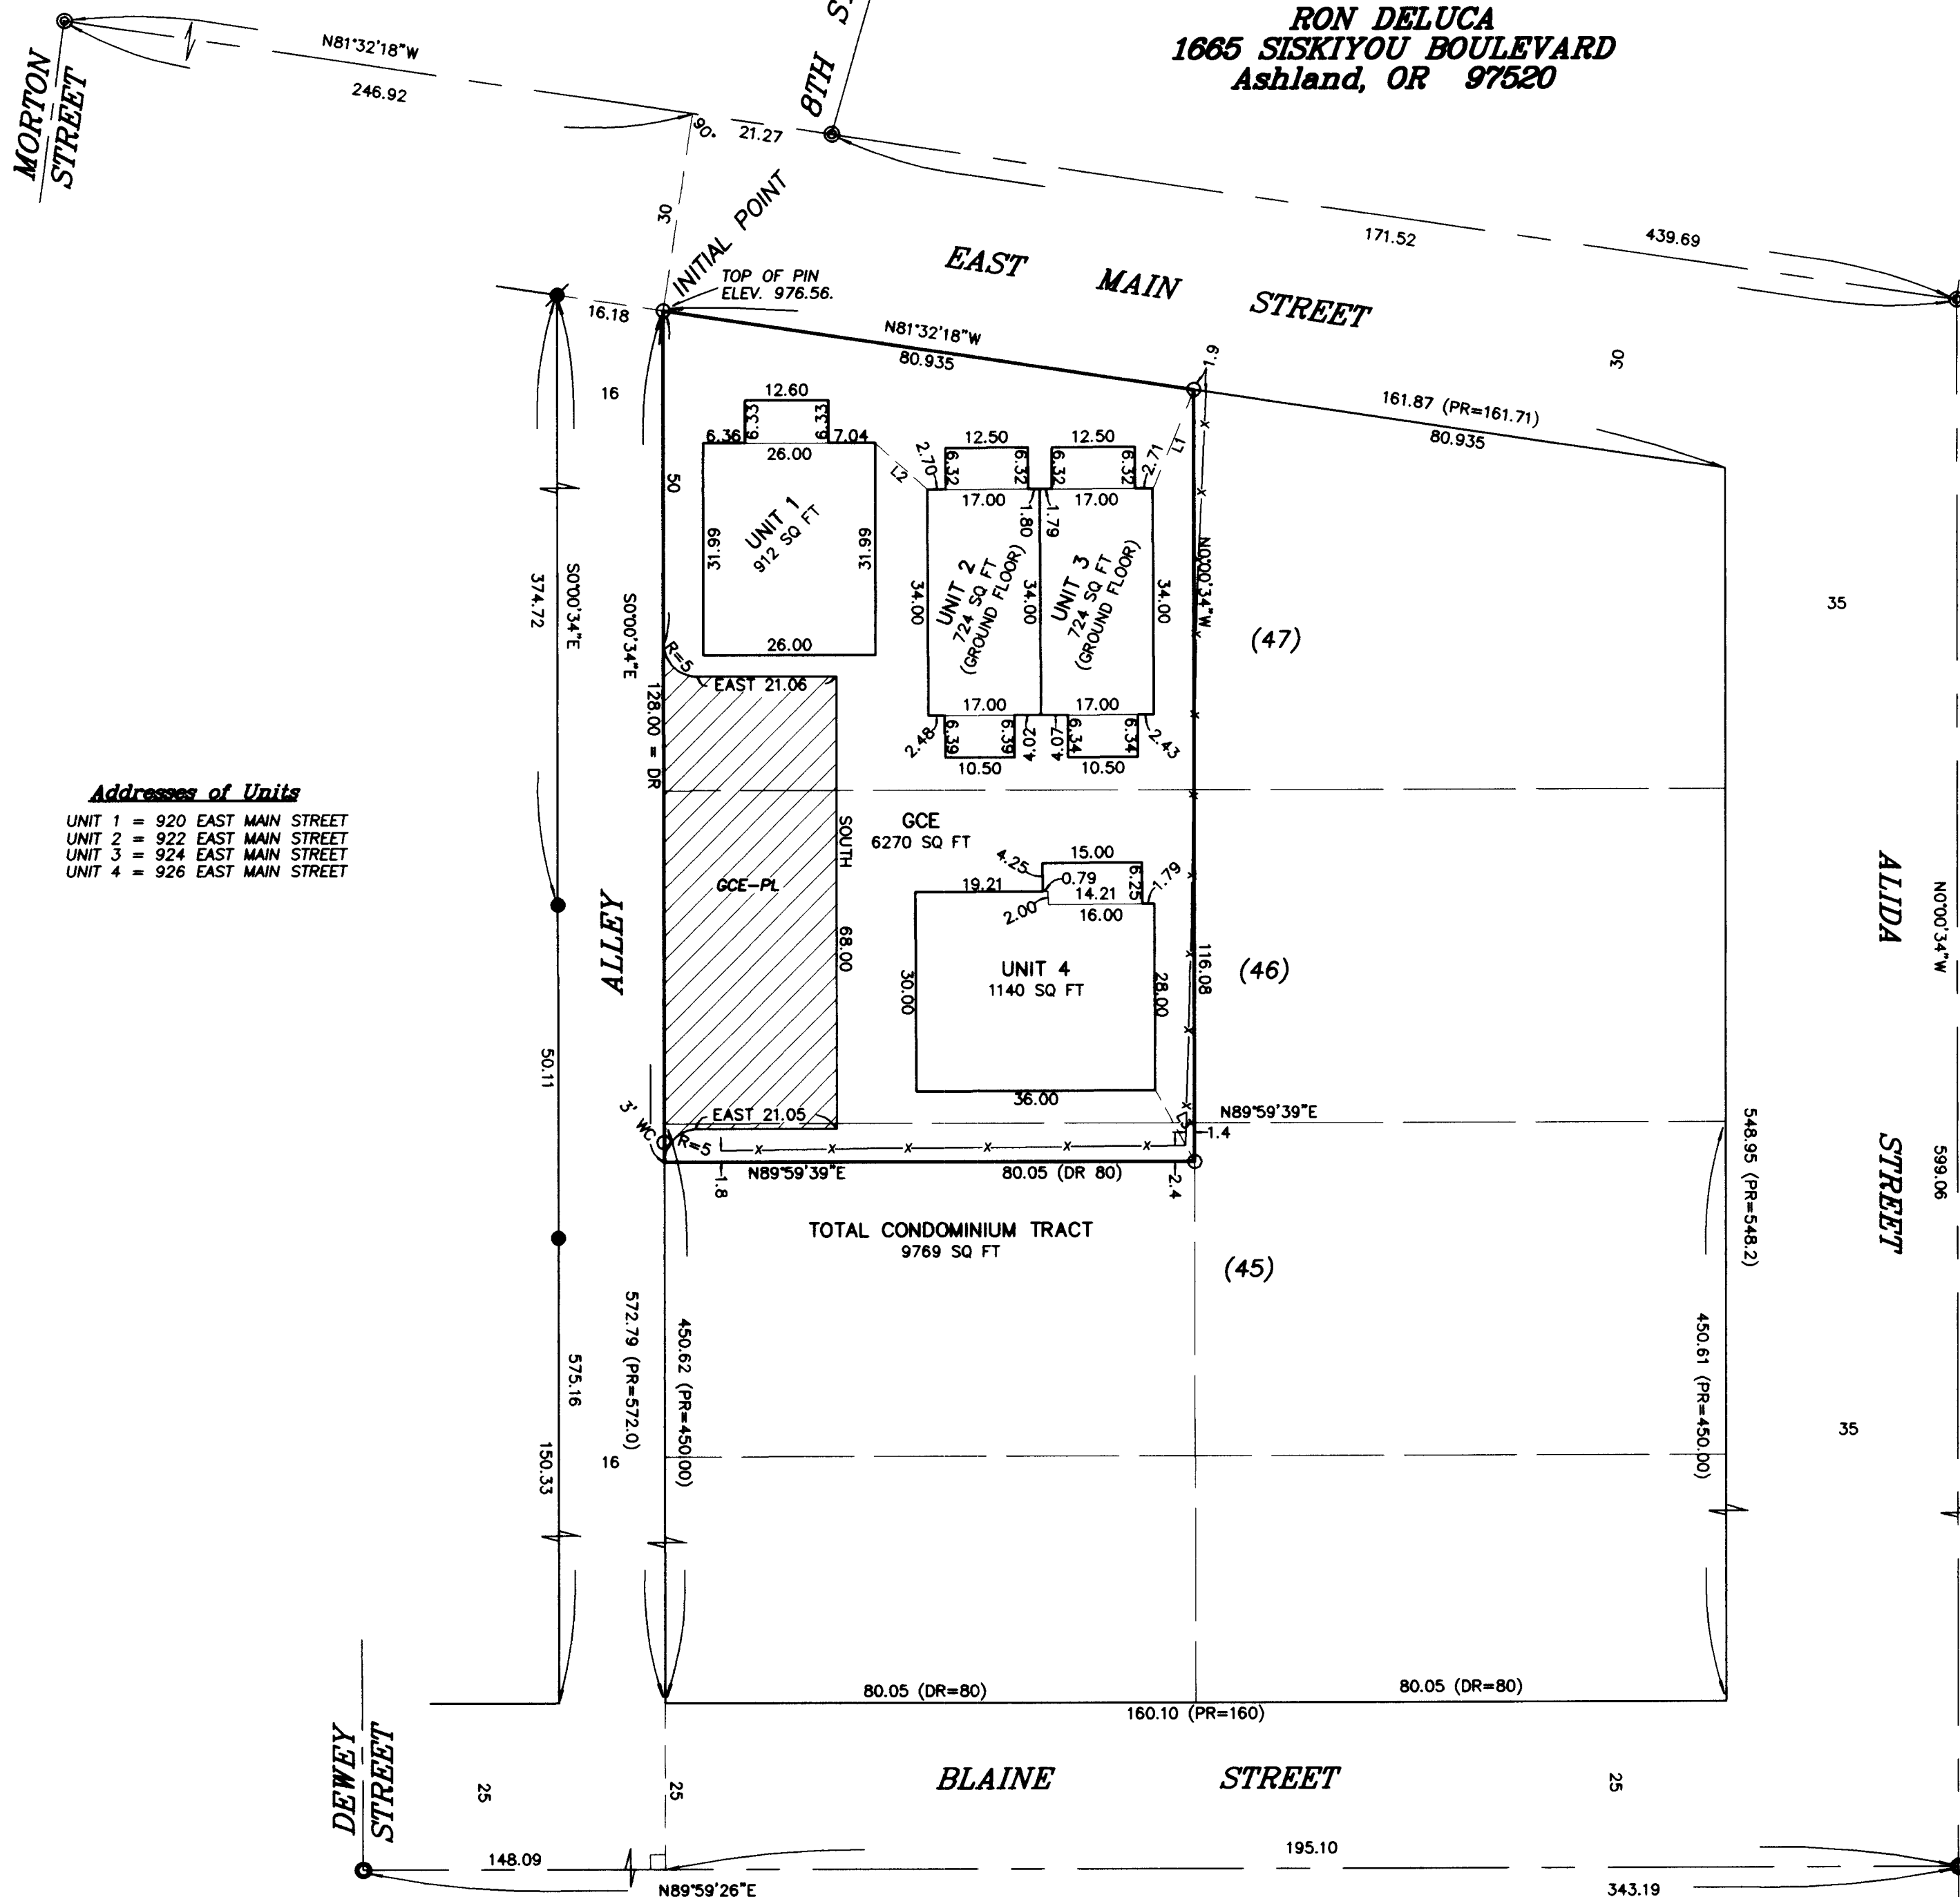 RON DELUCA
1665 SISKIYOU BOULEVARD
Ashland, OR 97520
MORTON
STREET
N81°32'18"W
246.92
8TH
90°
21.27
30
INITIAL POINT
TOP OF PIN
ELEV. 976.56.
16.18
EAST MAIN STREET
171.52
439.69
N81°32'18"W
80.935
1.9
30
161.87 (PR=161.71)
80.935
16
12.60
6.33
6.33
6.36
7.04
26.00
50
UNIT 1
912 SQ FT
31.99
31.99
26.00
L2
L1
2.70
12.50
12.50
2.71
6.32
6.32
6.32
6.32
17.00
17.00
1.80
1.79
UNIT 2
724 SQ FT
(GROUND FLOOR)
UNIT 3
724 SQ FT
(GROUND FLOOR)
34.00
34.00
34.00
17.00
17.00
2.48
6.39
6.39
4.02
4.07
6.34
6.34
2.43
10.50
10.50
N0°00'34"W
(47)
35
374.72
S0°00'34"E
S0°00'34"E
128.00 = DR
R=5
EAST 21.06
Addresses of Units
UNIT 1 = 920 EAST MAIN STREET
UNIT 2 = 922 EAST MAIN STREET
UNIT 3 = 924 EAST MAIN STREET
UNIT 4 = 926 EAST MAIN STREET
ALLEY
GCE-PL
SOUTH
68.00
GCE
6270 SQ FT
4.25
15.00
0.79
6.25
1.79
19.21
14.21
2.00
16.00
UNIT 4
1140 SQ FT
30.00
28.00
36.00
116.08
(46)
ALIDA
STREET
N0°00'34"W
599.06
50.11
3' WC
EAST 21.05
R=5
L3
N89°59'39"E
1.4
N89°59'39"E
80.05 (DR 80)
1.8
2.4
548.95 (PR=548.2)
TOTAL CONDOMINIUM TRACT
9769 SQ FT
(45)
572.79 (PR=572.0)
450.62 (PR=450.00)
450.61 (PR=450.00)
575.16
150.33
16
35
80.05 (DR=80)
80.05 (DR=80)
160.10 (PR=160)
DEWEY
STREET
25
25
BLAINE STREET
25
148.09
195.10
N89°59'26"E
343.19